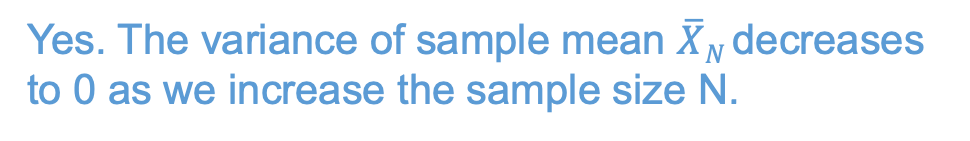 Yes. The variance of sample mean X̄_N decreases
to 0 as we increase the sample size N.